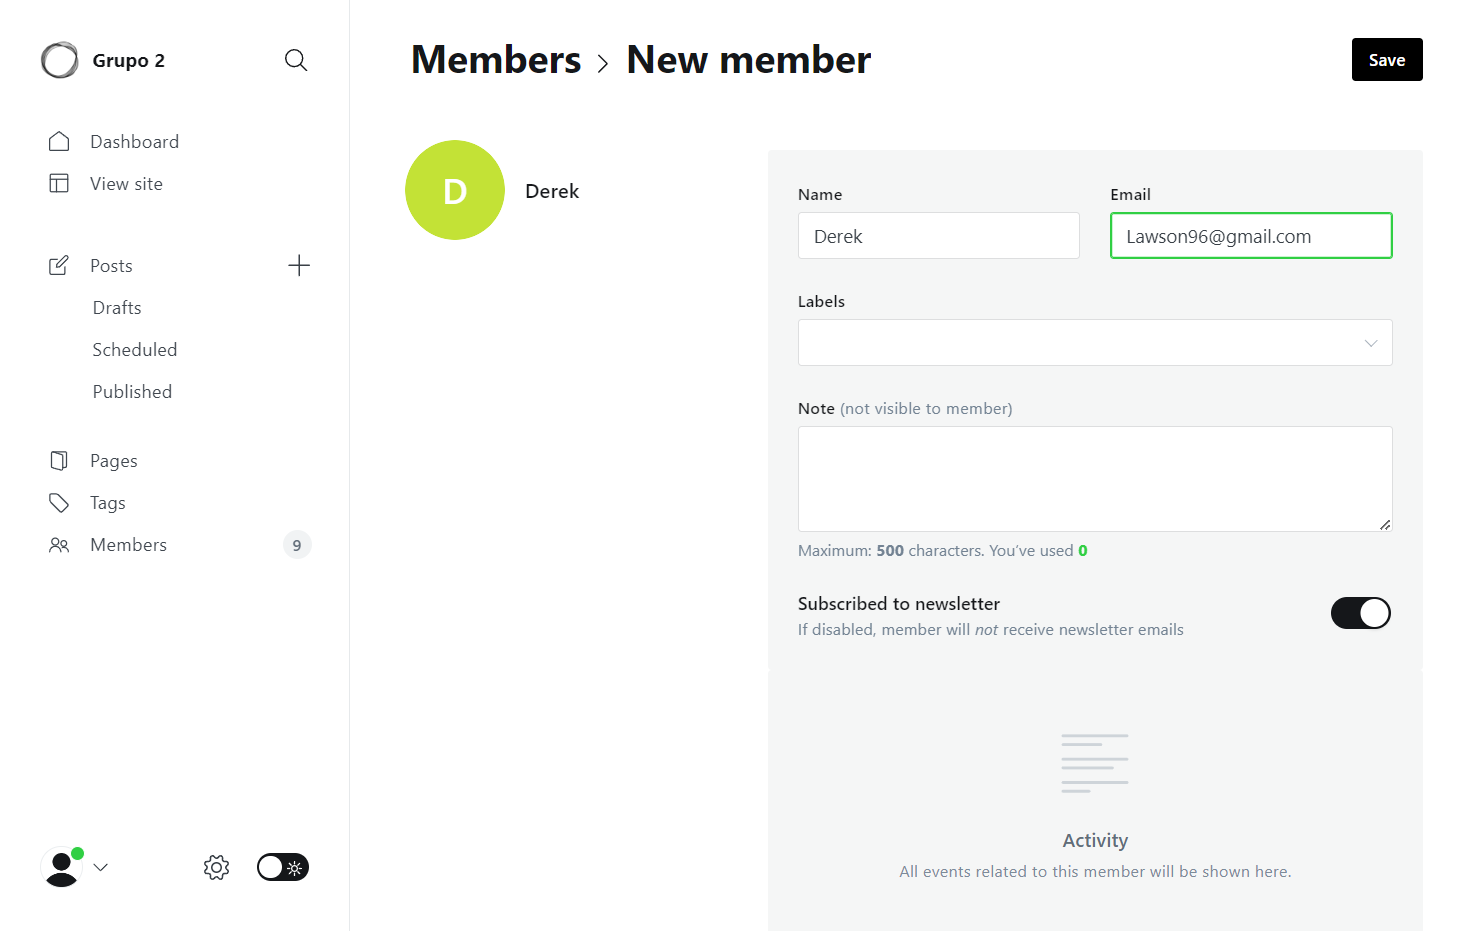 Grupo 2
Dashboard
View site
Posts
Drafts
Scheduled
Published
Pages
Tags
Members 9
Members > New member
Save
D
Derek
Name
Derek
Email
Lawson96@gmail.com
Labels
Note (not visible to member)
Maximum: 500 characters. You’ve used 0
Subscribed to newsletter
If disabled, member will not receive newsletter emails
Activity
All events related to this member will be shown here.